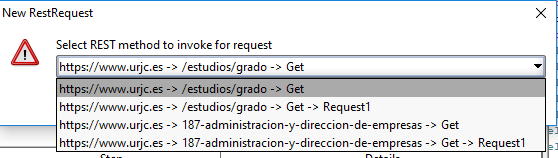 New RestRequest
Select REST method to invoke for request
https://www.urjc.es -> /estudios/grado -> Get
https://www.urjc.es -> /estudios/grado -> Get
https://www.urjc.es -> /estudios/grado -> Get -> Request1
https://www.urjc.es -> 187-administracion-y-direccion-de-empresas -> Get
https://www.urjc.es -> 187-administracion-y-direccion-de-empresas -> Get -> Request1